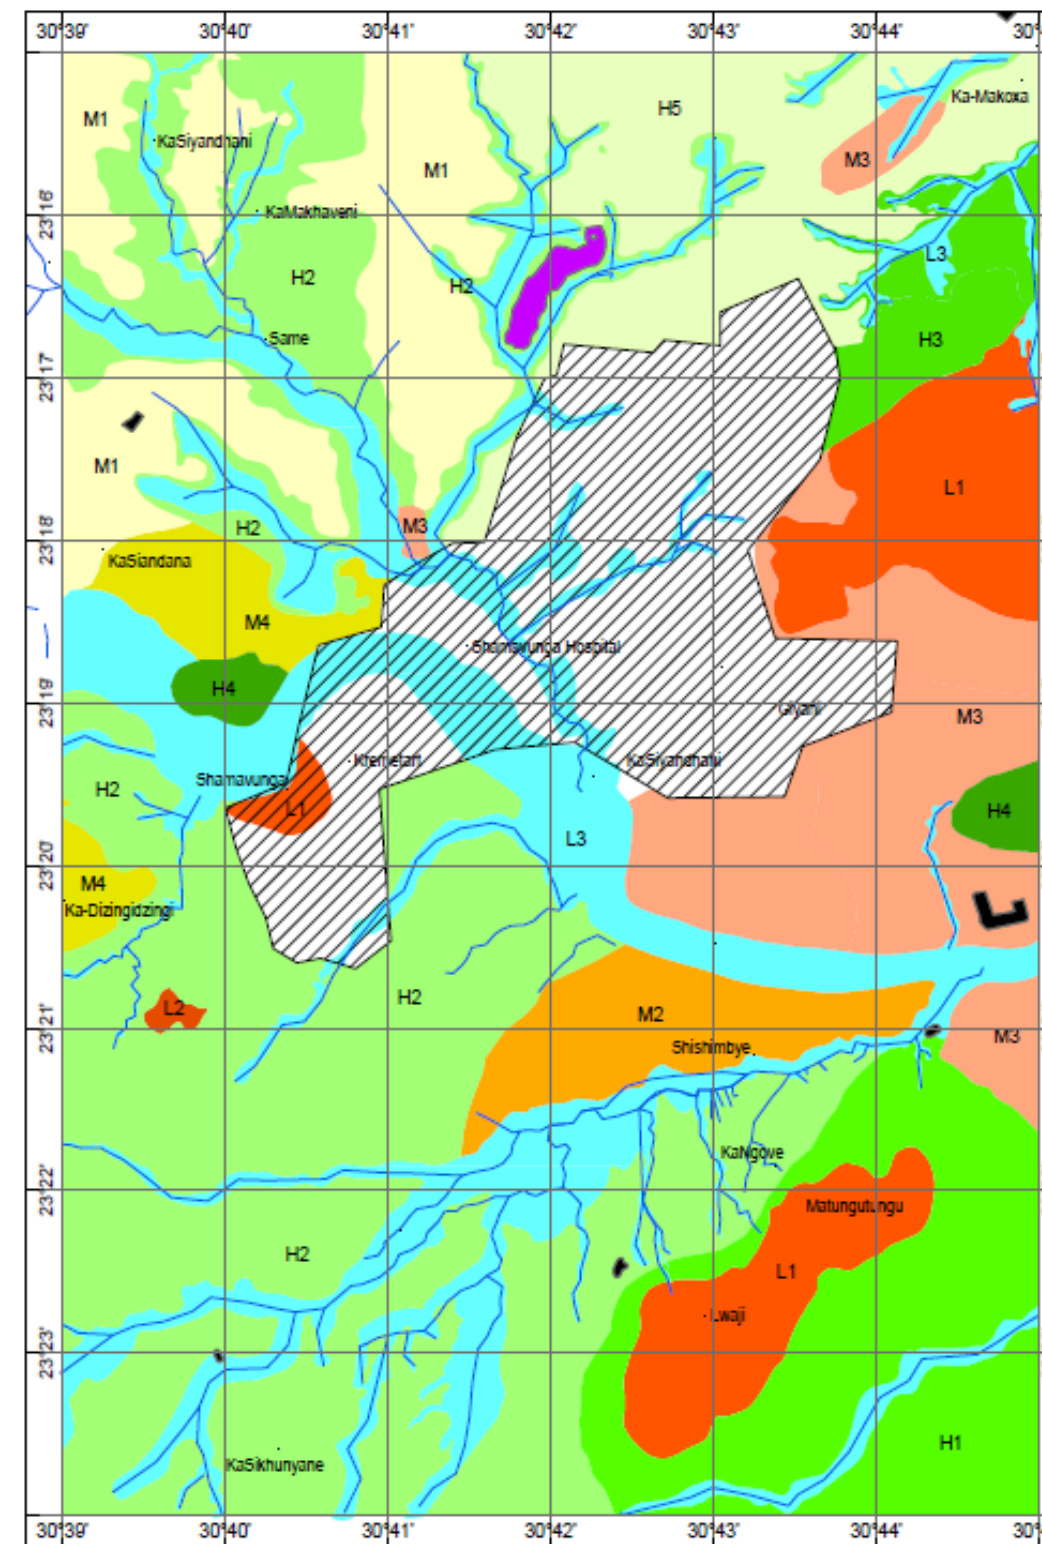 30°39' 30°40' 30°41' 30°42' 30°43' 30°44'
Ka-Makoxa
H5
M1
KaSiyandhani
M3
M1
23°16'
KaMakhaveni
L3
H2
H2
Same
H3
23°17'
M1
L1
M3
H2
23°18'
KaSiandana
M4
Shamavunga Hospital
H4
23°19'
Giyani
M3
Kremetart
KaSiyandhani
Shamavunga
H2
L1
H4
L3
23°20'
M4
Ka-Dizingidzingi
H2
L2
M2
23°21'
M3
Shishimbye
KaNgove
23°22'
Matungutungu
H2
L1
Lwaji
23°23'
H1
KaSikhunyane
30°39' 30°40' 30°41' 30°42' 30°43' 30°44'